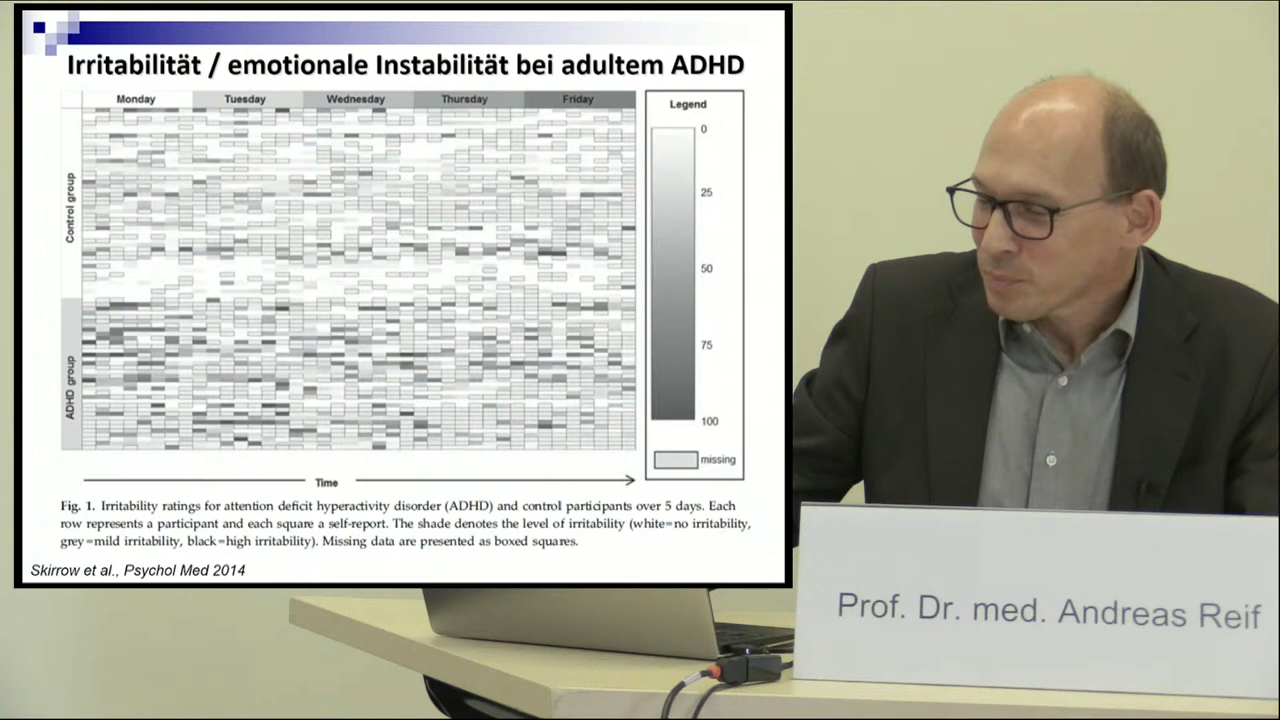 Irritabilität / emotionale Instabilität bei adultem ADHD
Monday Tuesday Wednesday Thursday Friday
Control group
ADHD group
Legend
0
25
50
75
100
missing
Time
Fig. 1. Irritability ratings for attention deficit hyperactivity disorder (ADHD) and control participants over 5 days. Each
row represents a participant and each square a self-report. The shade denotes the level of irritability (white=no irritability,
grey=mild irritability, black=high irritability). Missing data are presented as boxed squares.
Skirrow et al., Psychol Med 2014
Prof. Dr. med. Andreas Reif